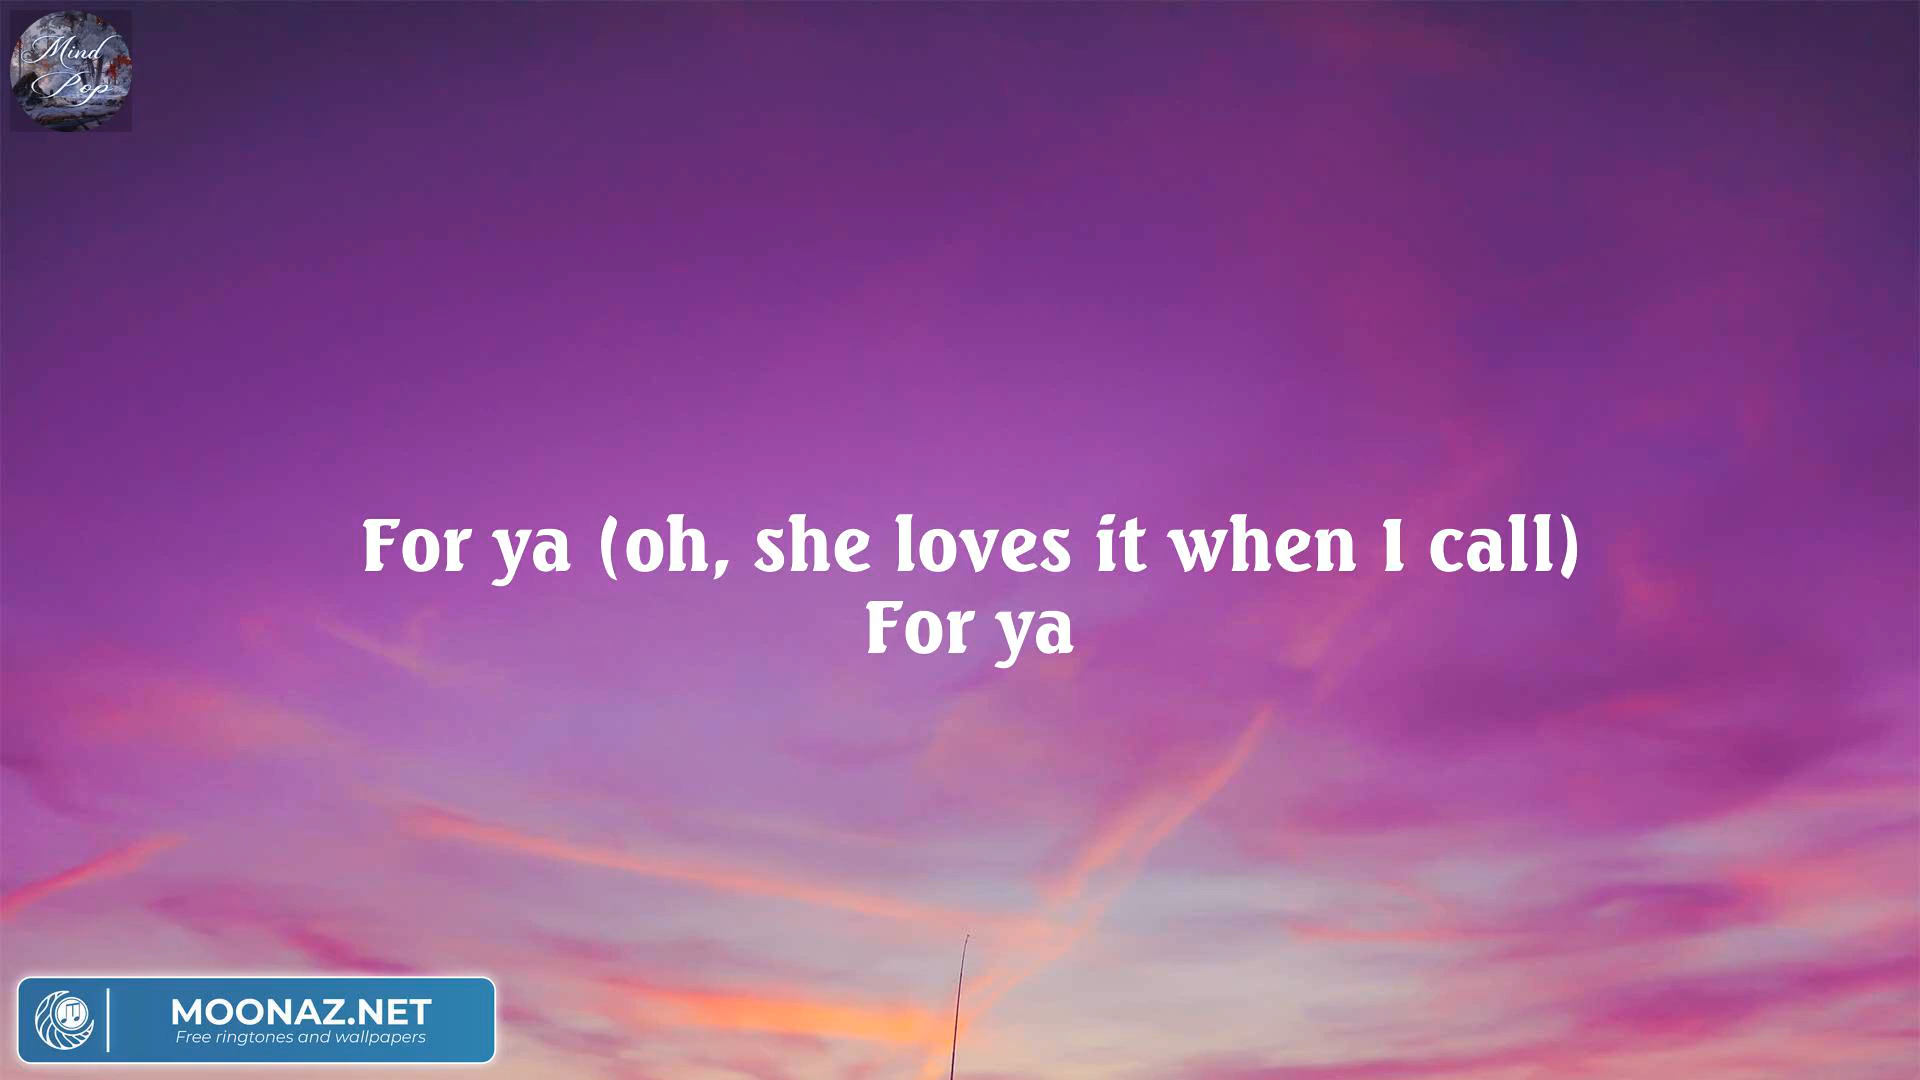 Mind
Pop
For ya (oh, she loves it when I call)
For ya
MOONAZ.NET
Free ringtones and wallpapers